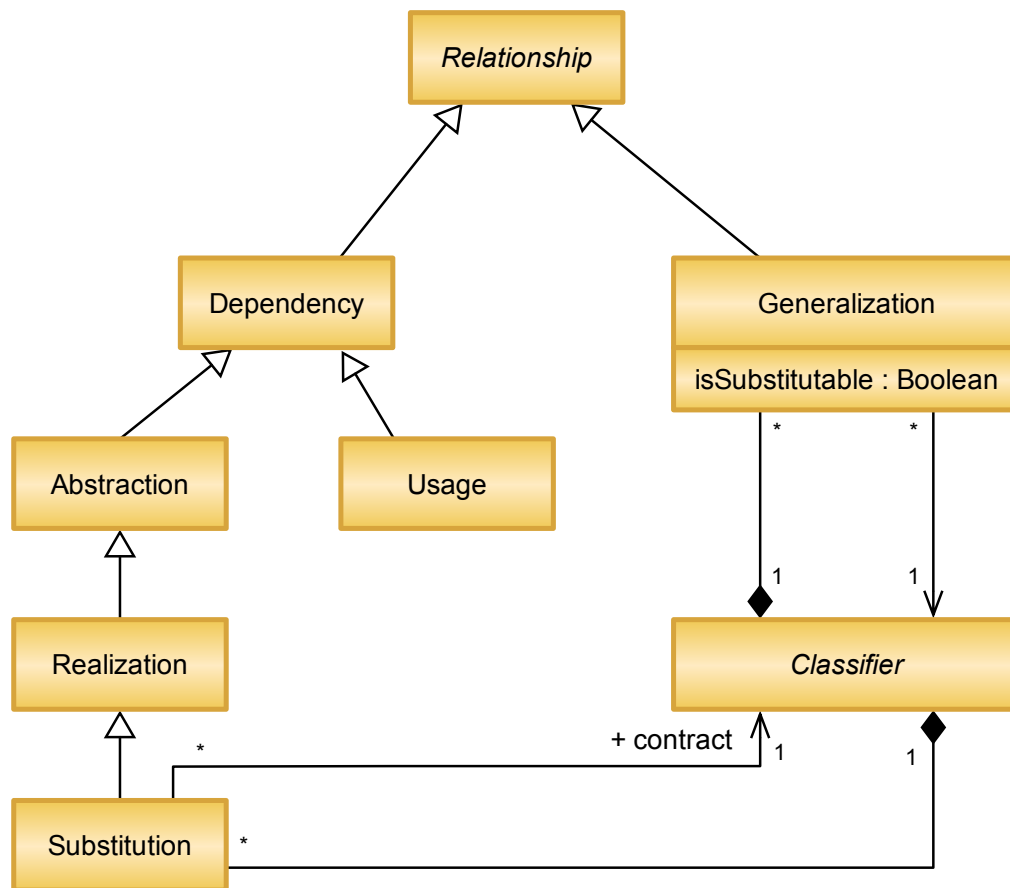 Relationship
Dependency
Generalization
isSubstitutable : Boolean
* *
Abstraction
Usage
1 1
Realization
Classifier
+ contract
* 1 1
Substitution
*